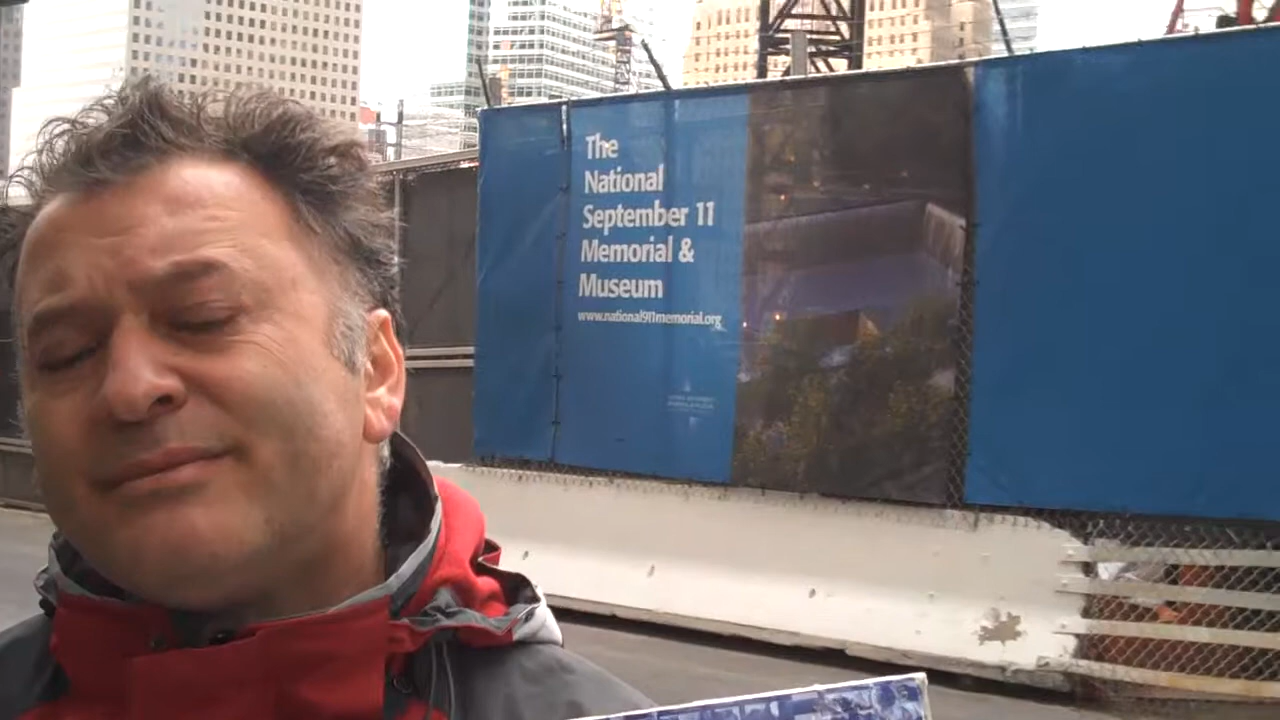 The
National
September 11
Memorial &
Museum
www.national911memorial.org